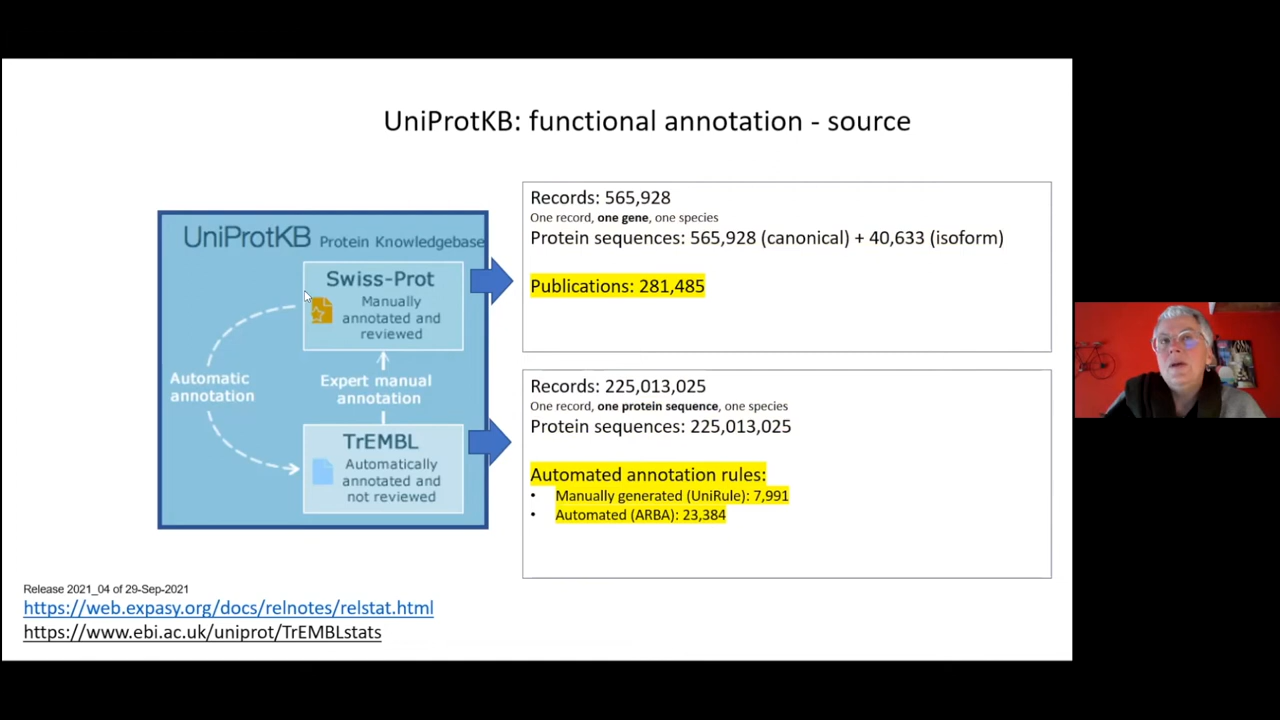 UniProtKB: functional annotation - source
UniProtKB Protein Knowledgebase
Swiss-Prot
Manually
annotated and
reviewed
Automatic
annotation
Expert manual
annotation
TrEMBL
Automatically
annotated and
not reviewed
Records: 565,928
One record, one gene, one species
Protein sequences: 565,928 (canonical) + 40,633 (isoform)
Publications: 281,485
Records: 225,013,025
One record, one protein sequence, one species
Protein sequences: 225,013,025
Automated annotation rules:
• Manually generated (UniRule): 7,991
• Automated (ARBA): 23,384
Release 2021_04 of 29-Sep-2021
https://web.expasy.org/docs/relnotes/relstat.html
https://www.ebi.ac.uk/uniprot/TrEMBLstats